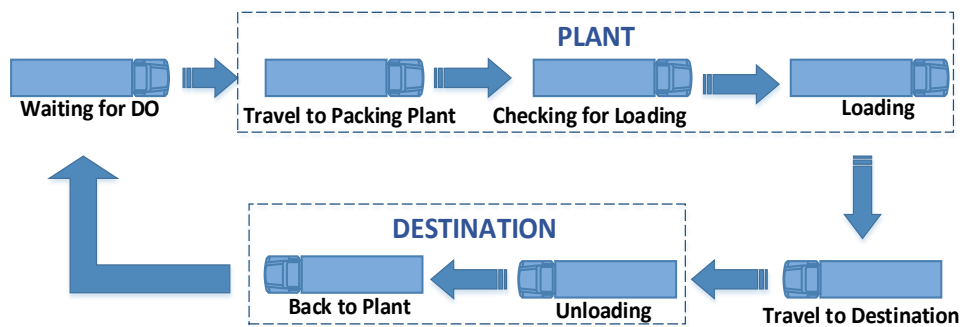 PLANT
Waiting for DO
Travel to Packing Plant
Checking for Loading
Loading
DESTINATION
Back to Plant
Unloading
Travel to Destination